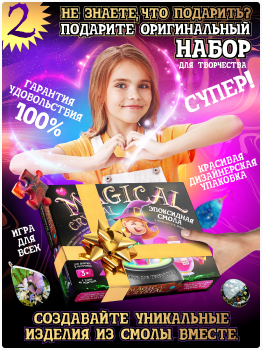 2
НЕ ЗНАЕТЕ, ЧТО ПОДАРИТЬ?
ПОДАРИТЕ ОРИГИНАЛЬНЫЙ
НАБОР
ДЛЯ ТВОРЧЕСТВА
ГАРАНТИЯ
УДОВОЛЬСТВИЯ
100%
СУПЕР!
КРАСИВАЯ
ДИЗАЙНЕРСКАЯ
УПАКОВКА
MAGICAL
ЭПОКСИДНАЯ
СМОЛА
ИГРА
ДЛЯ
ВСЕХ
СОЗДАВАЙТЕ УНИКАЛЬНЫЕ
ИЗДЕЛИЯ ИЗ СМОЛЫ ВМЕСТЕ